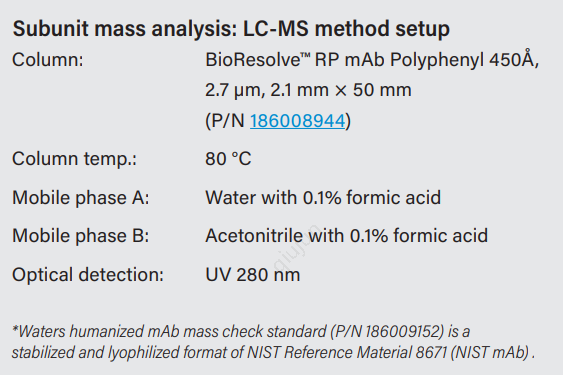 Subunit mass analysis: LC-MS method setup
Column: BioResolve™ RP mAb Polyphenyl 450Å,
2.7 µm, 2.1 mm × 50 mm
(P/N 186008944)
Column temp.: 80 °C
Mobile phase A: Water with 0.1% formic acid
Mobile phase B: Acetonitrile with 0.1% formic acid
Optical detection: UV 280 nm
*Waters humanized mAb mass check standard (P/N 186009152) is a
stabilized and lyophilized format of NIST Reference Material 8671 (NIST mAb) .